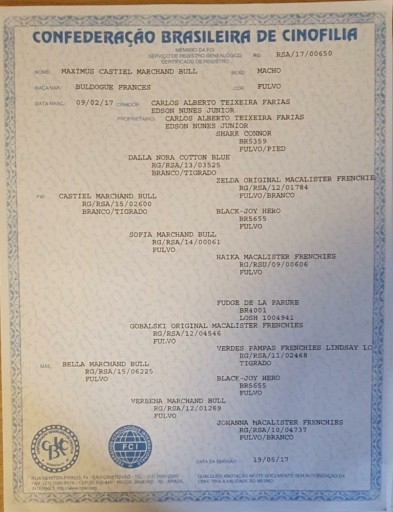 CONFEDERAÇÃO BRASILEIRA DE CINOFILIA
MEMBRO DA FCI
SERVIÇO DE REGISTRO GENEALÓGICO
CERTIFICADO DE REGISTRO
RG: RSA/17/00650
NOME: MAXIMUS CASTIEL MARCHAND BULL SEXO: MACHO
RAÇA/VAR: BULDOGUE FRANCES COR: FULVO
DATA NASC.: 09/02/17 CRIADOR: CARLOS ALBERTO TEIXEIRA FARIAS
EDSON NUNES JUNIOR
PROPRIETÁRIO: CARLOS ALBERTO TEIXEIRA FARIAS
EDSON NUNES JUNIOR
SHARK CONNOR
BR5359
FULVO/PIED
DALLA NORA COTTON BLUE
RG/RSA/13/03525
BRANCO/TIGRADO
ZELDA ORIGINAL MACALISTER FRENCHIE
RG/RSA/12/01784
FULVO/BRANCO
PAI: CASTIEL MARCHAND BULL
RG/RSA/15/02600
BRANCO/TIGRADO
BLACK-JOY HERO
BR5655
FULVO
SOFIA MARCHAND BULL
RG/RSA/14/00061
FULVO
HAIKA MACALISTER FRENCHIES
RG/RSU/09/00606
FULVO
FUDGE DE LA PARURE
BR4001
LOSH 1004941
GOBALSKI ORIGINAL MACALISTER FRENCHIES
RG/RSA/12/04546
FULVO
VERDES PAMPAS FRENCHIES LINDSAY LO
RG/RSA/11/02468
TIGRADO
MÃE: BELLA MARCHAND BULL
RG/RSA/15/06225
FULVO
BLACK-JOY HERO
BR5655
FULVO
VERBENA MARCHAND BULL
RG/RSA/12/01269
FULVO
JOHANNA MACALISTER FRENCHIES
RG/RSA/10/04737
FULVO/BRANCO
CBKC
FCI
DATA DA EMISSÃO: 19/05/17